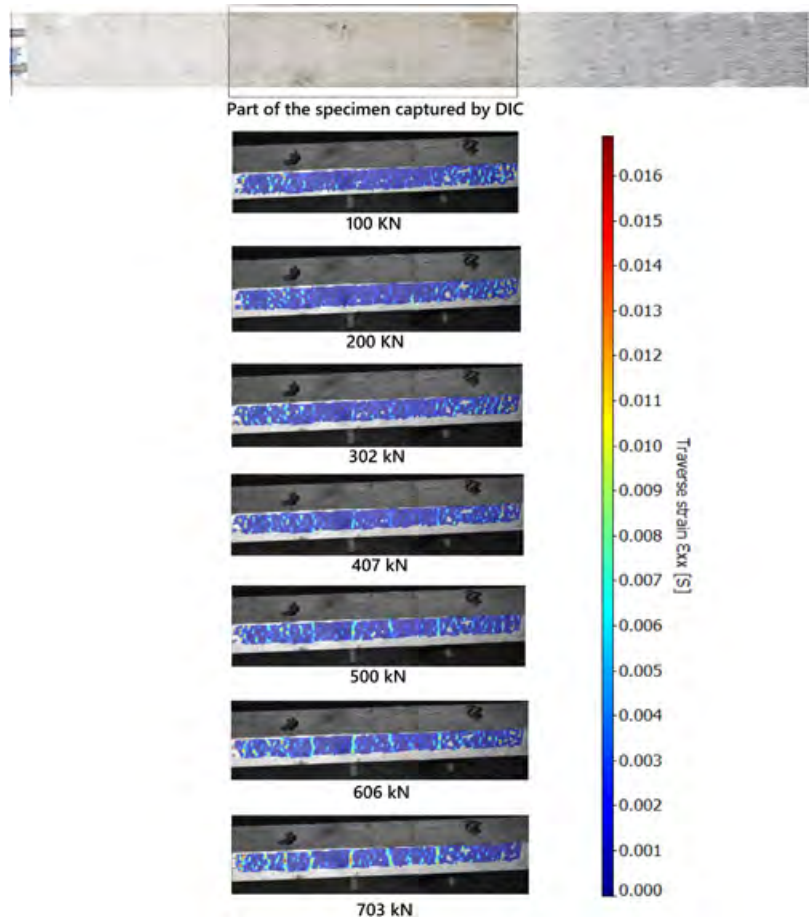 Part of the specimen captured by DIC
100 KN
200 KN
302 kN
407 kN
500 kN
606 kN
703 kN
0.016
0.015
0.014
0.013
0.012
0.011
0.010
0.009
0.008
0.007
0.006
0.005
0.004
0.003
0.002
0.001
0.000
Traverse strain Ɛxx [S]